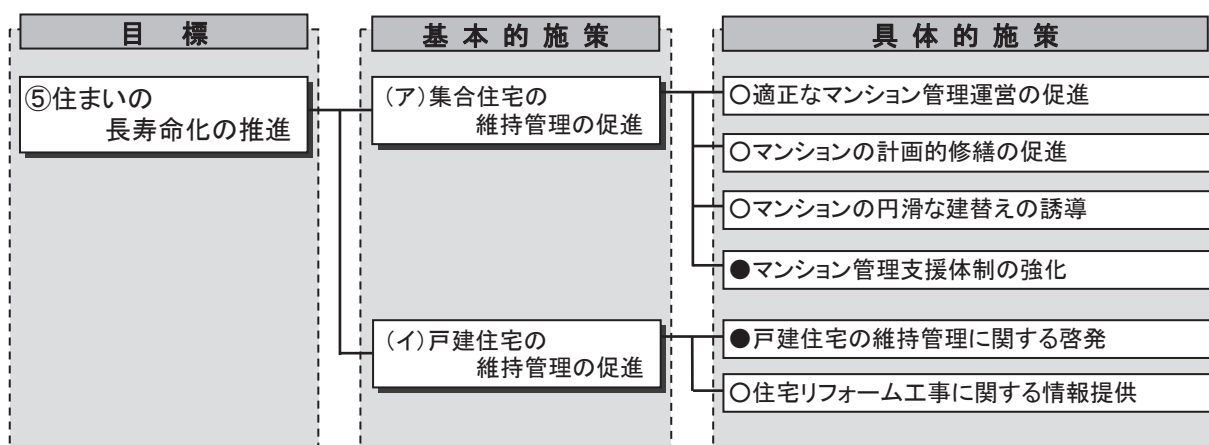 目標
基本的施策
具体的施策
⑤住まいの
長寿命化の推進
(ア)集合住宅の
維持管理の促進
○適正なマンション管理運営の促進
○マンションの計画的修繕の促進
○マンションの円滑な建替えの誘導
●マンション管理支援体制の強化
(イ)戸建住宅の
維持管理の促進
●戸建住宅の維持管理に関する啓発
○住宅リフォーム工事に関する情報提供